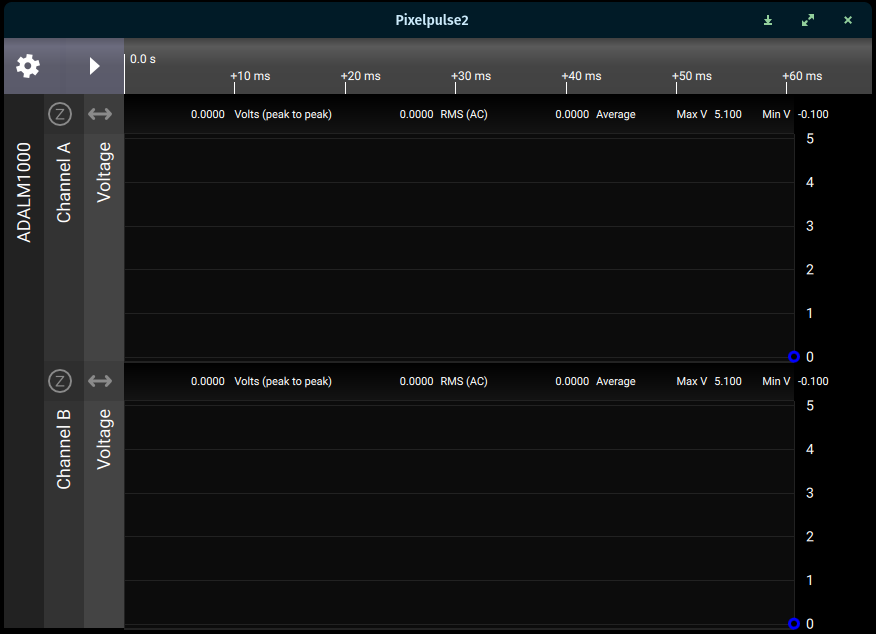 Pixelpulse2
0.0 s
+10 ms +20 ms +30 ms +40 ms +50 ms +60 ms
ADALM1000
Z
Channel A
Voltage
0.0000 Volts (peak to peak) 0.0000 RMS (AC) 0.0000 Average Max V 5.100 Min V -0.100
5
4
3
2
1
0
Z
Channel B
Voltage
0.0000 Volts (peak to peak) 0.0000 RMS (AC) 0.0000 Average Max V 5.100 Min V -0.100
5
4
3
2
1
0